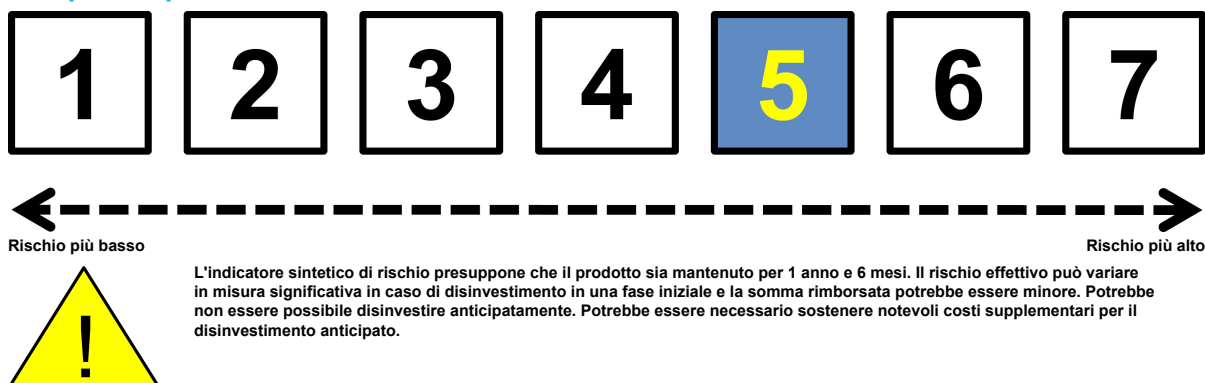 1 2 3 4 5 6 7
Rischio più basso Rischio più alto
L'indicatore sintetico di rischio presuppone che il prodotto sia mantenuto per 1 anno e 6 mesi. Il rischio effettivo può variare
in misura significativa in caso di disinvestimento in una fase iniziale e la somma rimborsata potrebbe essere minore. Potrebbe
non essere possibile disinvestire anticipatamente. Potrebbe essere necessario sostenere notevoli costi supplementari per il
disinvestimento anticipato.
!